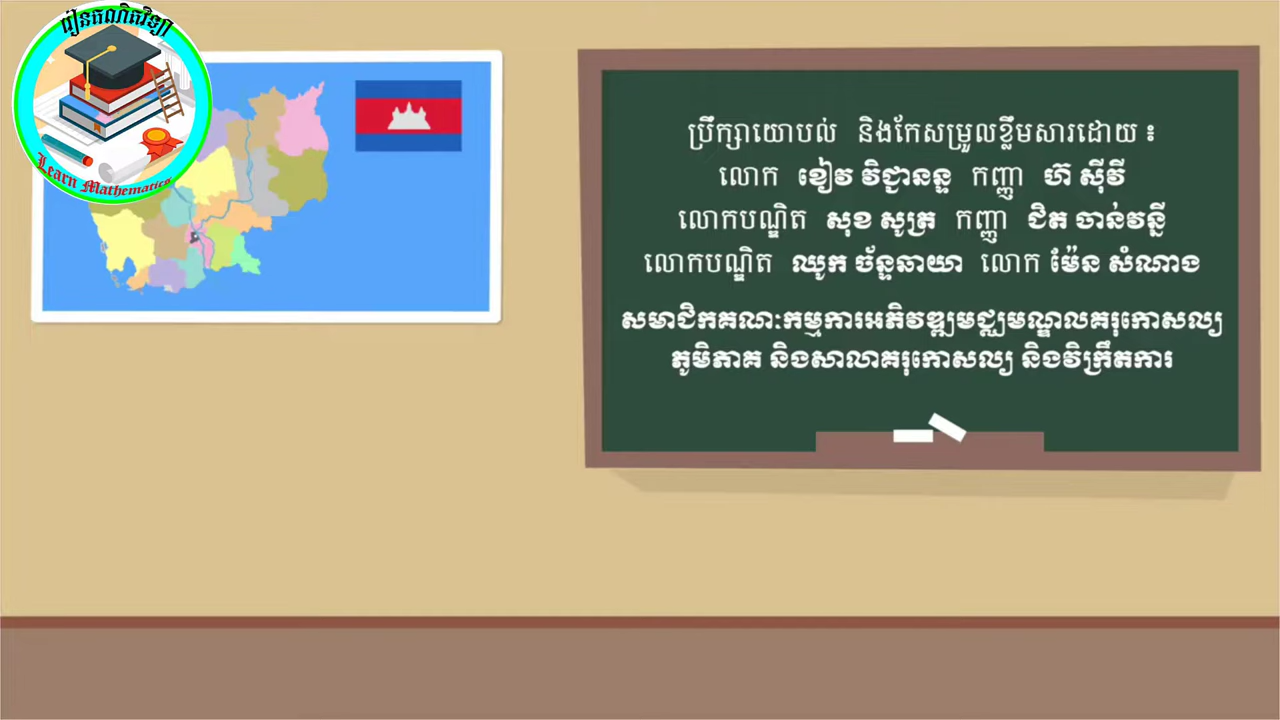 រៀនគណិតវិទ្យា
Learn Mathematics
ប្រឹក្សាយោបល់ និងកែសម្រួលខ្លឹមសារដោយ ៖
លោក ខៀវ វិជ្ជានន្ទ កញ្ញា ហ៊ ស៊ីវី
លោកបណ្ឌិត សុខ សូត្រ កញ្ញា ជិត ចាន់វន្នី
លោកបណ្ឌិត ឈូក ច័ន្ទឆាយា លោក ម៉ែន សំណាង
សមាជិកគណៈកម្មការអភិវឌ្ឍមជ្ឈមណ្ឌលគរុកោសល្យ
ភូមិភាគ និងសាលាគរុកោសល្យ និងវិក្រឹតការ